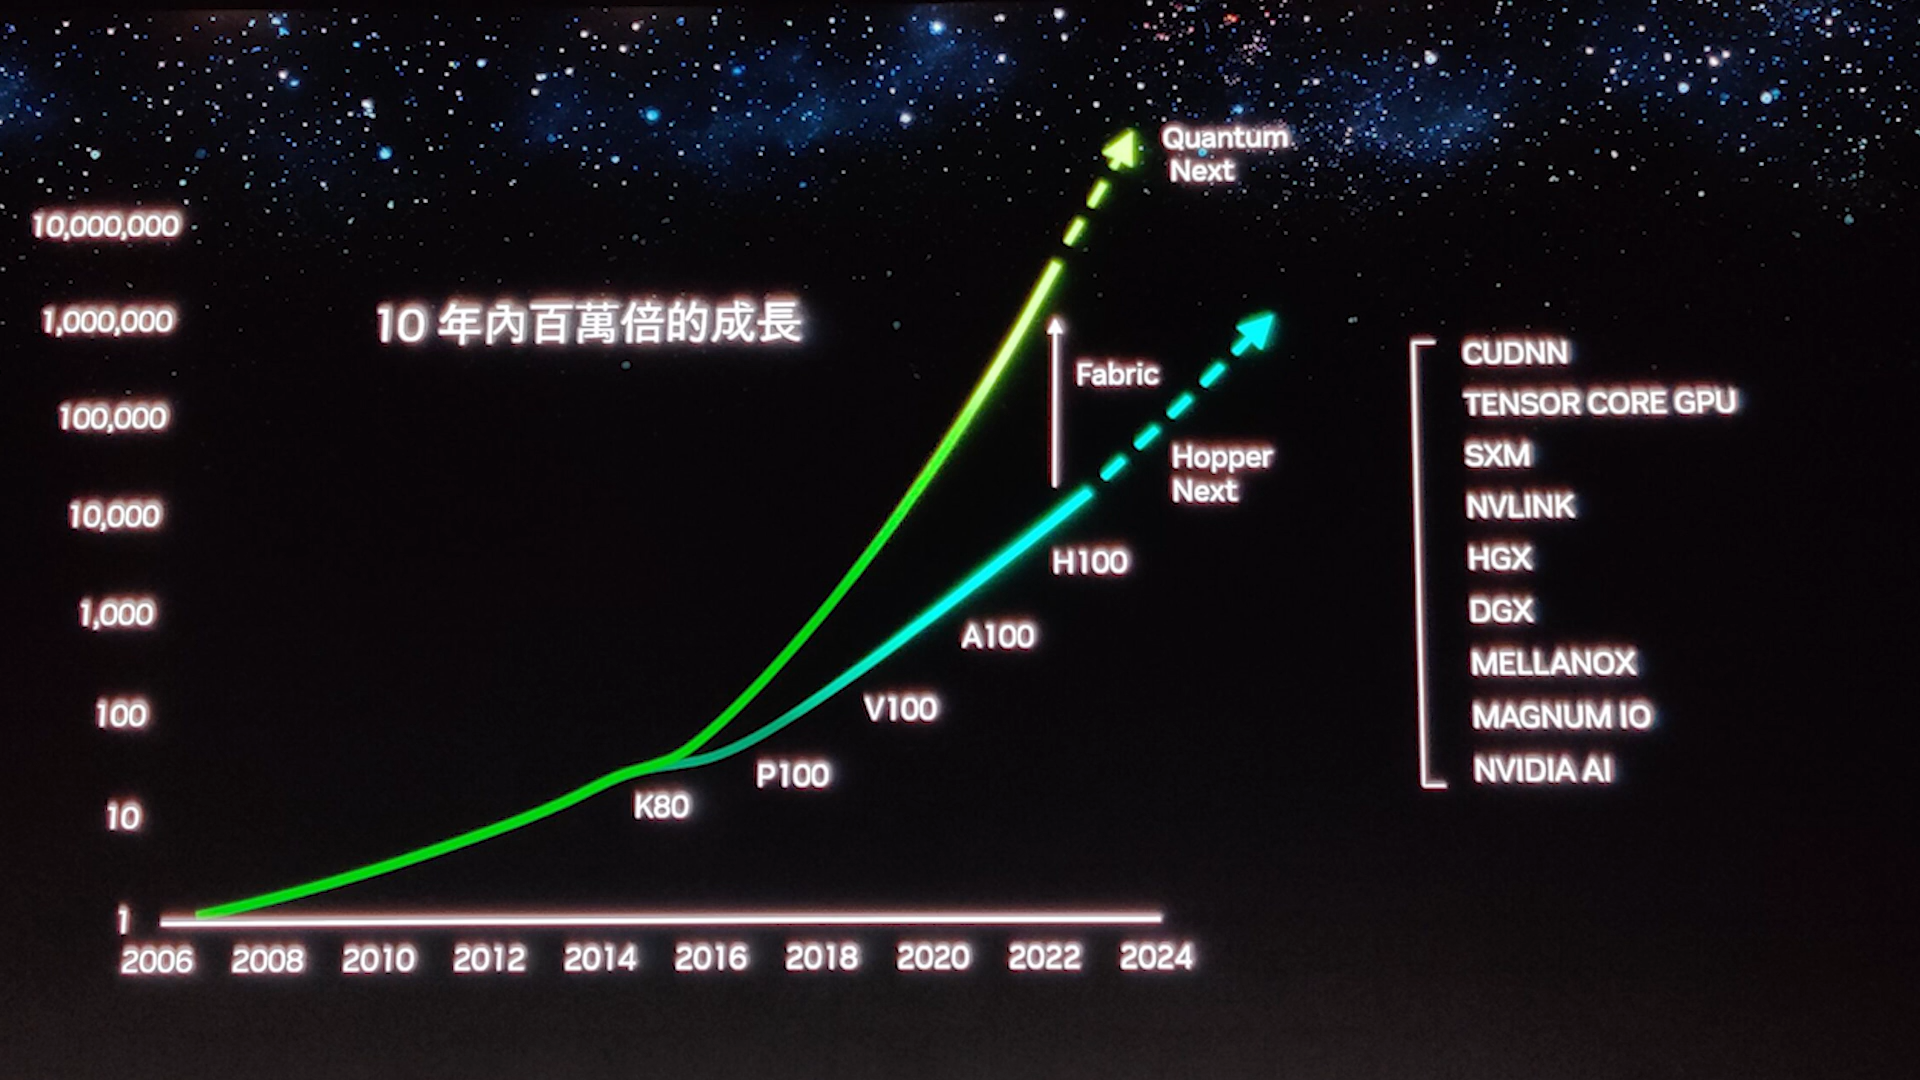 Quantum
Next
10,000,000
1,000,000
10 年內百萬倍的成長
100,000
10,000
1,000
100
10
1
Fabric
Hopper
Next
H100
A100
V100
P100
K80
2006 2008 2010 2012 2014 2016 2018 2020 2022 2024
CUDNN
TENSOR CORE GPU
SXM
NVLINK
HGX
DGX
MELLANOX
MAGNUM IO
NVIDIA AI